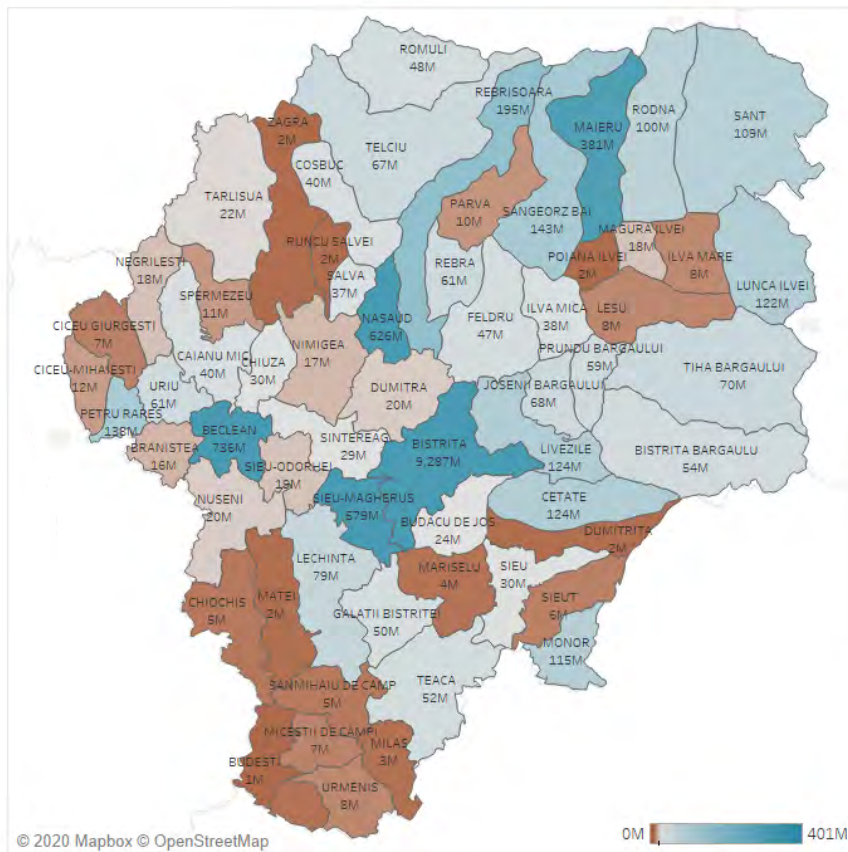 ROMULI
48M
REBRISOARA
195M
ZAGRA
2M
MAIERU
381M
RODNA
100M
SANT
109M
TELCIU
67M
COSBUC
40M
TARLISUA
22M
PARVA
10M
SANGEORZ BAI
143M
MAGURA ILVEI
18M
RUNCU SALVEI
2M
POIANA ILVEI
2M
ILVA MARE
8M
NEGRILESTI
18M
SALVA
37M
REBRA
61M
LUNCA ILVEI
122M
SPERMEZEU
11M
ILVA MICA
38M
LESU
8M
NASAUD
626M
FELDRU
47M
CICEU GIURGESTI
7M
NIMIGEA
17M
PRUNDU BARGAULUI
59M
CAIANU MIC
40M
CHIUZA
30M
CICEU-MIHAIESTI
12M
TIHA BARGAULUI
70M
URIU
61M
DUMITRA
20M
JOSENII BARGAULUI
68M
PETRU RARES
138M
BECLEAN
736M
BRANISTEA
16M
SINTEREAG
29M
BISTRITA
9,287M
LIVEZILE
124M
BISTRITA BARGAULU
54M
SIEU-ODORHEI
19M
NUSENI
20M
SIEU-MAGHERUS
579M
CETATE
124M
BUDACU DE JOS
24M
DUMITRITA
2M
LECHINTA
79M
MARISELU
4M
SIEU
30M
CHIOCHIS
5M
MATEI
2M
SIEUT
6M
GALATII BISTRITEI
50M
MONOR
115M
TEACA
52M
SANMIHAIU DE CAMP
5M
MICESTII DE CAMPI
7M
MILAS
3M
BUDESTI
1M
URMENIS
8M
0M
401M
© 2020 Mapbox © OpenStreetMap